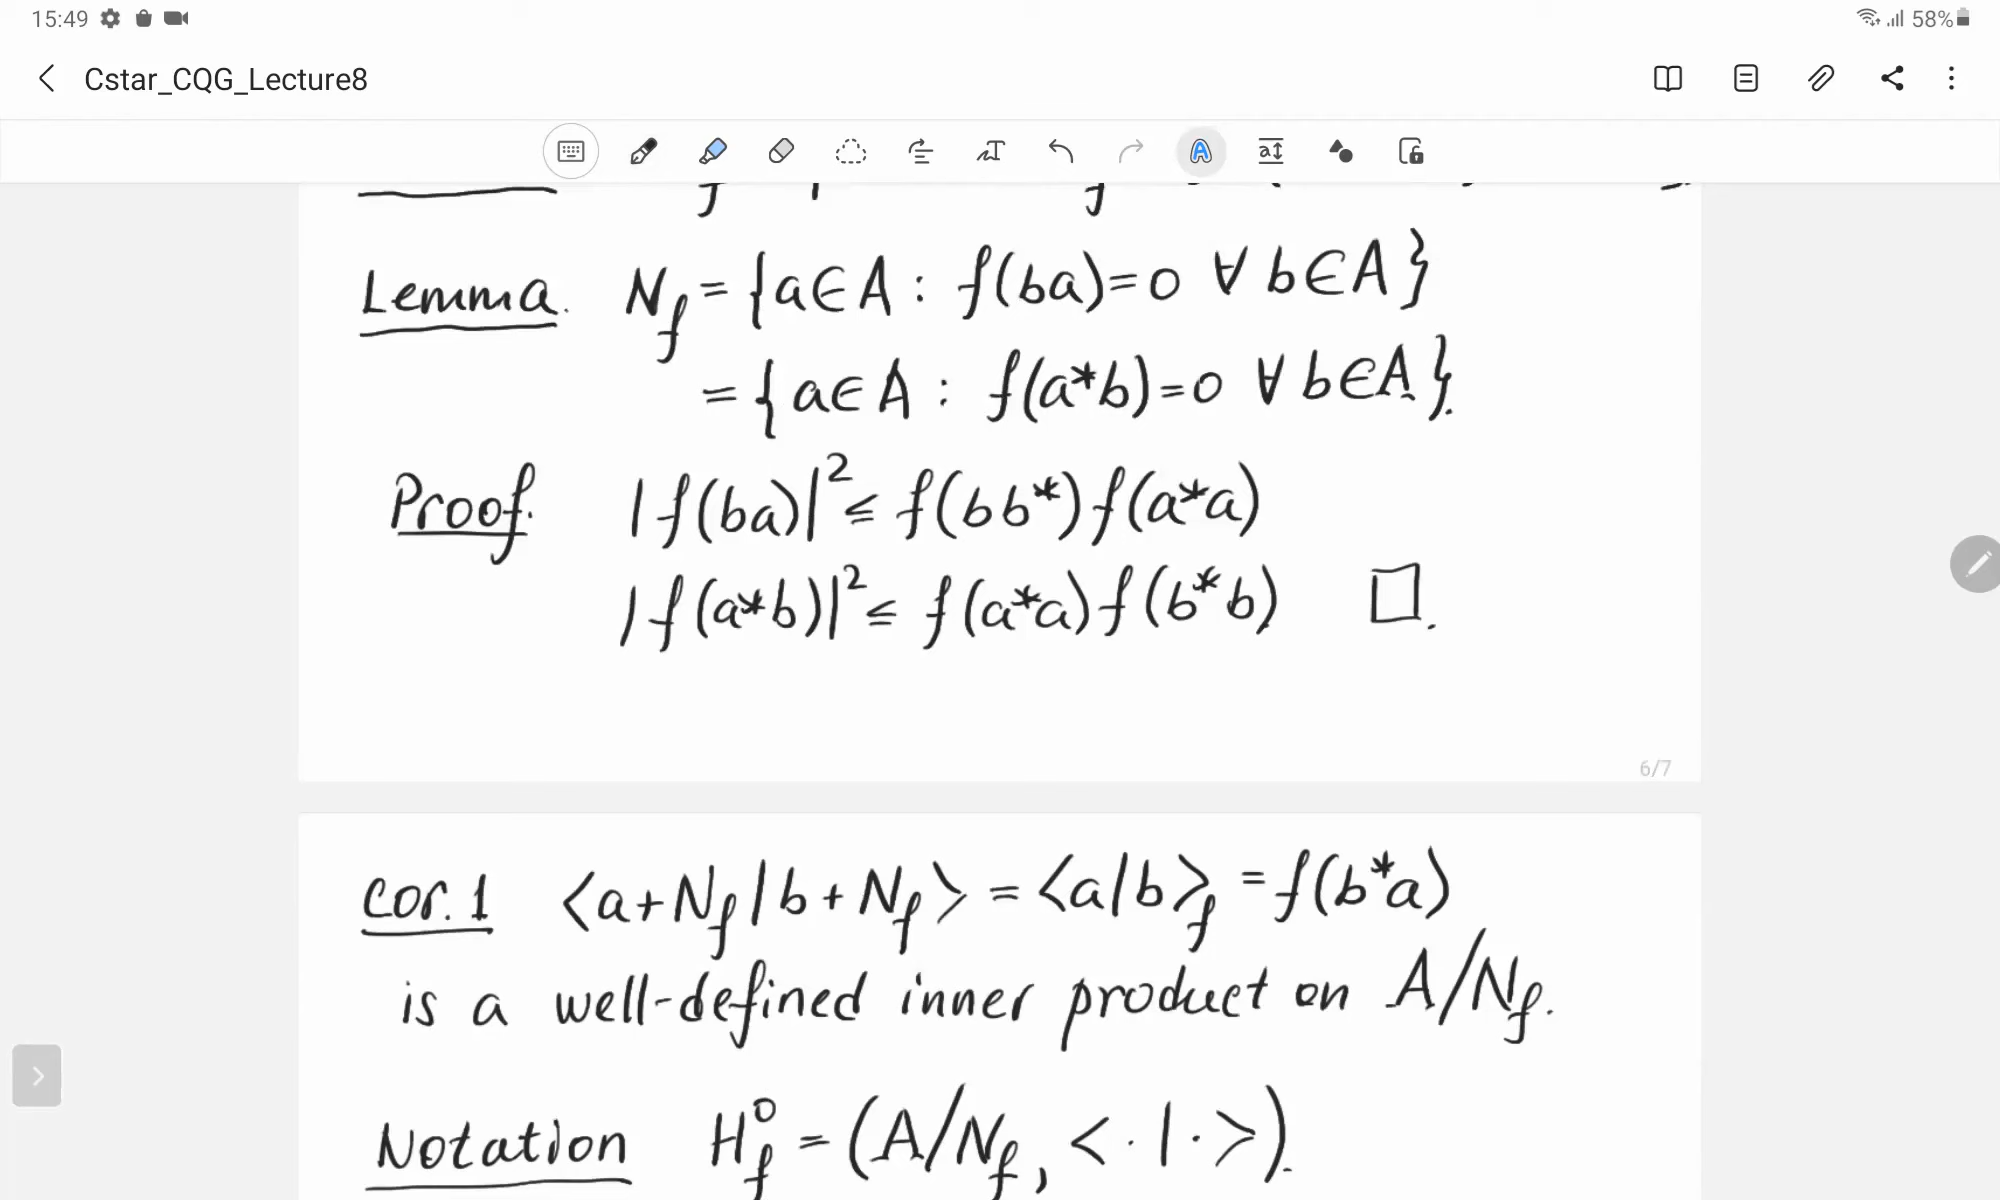 15:49 58%
Cstar_CQG_Lecture8
Lemma. N_f = {a∈A : f(ba)=0 ∀ b∈A}
= {a∈A : f(a*b)=0 ∀ b∈A}.
Proof. |f(ba)|² ≤ f(bb*)f(a*a)
|f(a*b)|² ≤ f(a*a)f(b*b) □.
6/7
Cor. 1 <a+N_f|b+N_f> = <a|b>_f = f(b*a)
is a well-defined inner product on A/N_f.
Notation H_f^0 = (A/N_f, <·|·>).